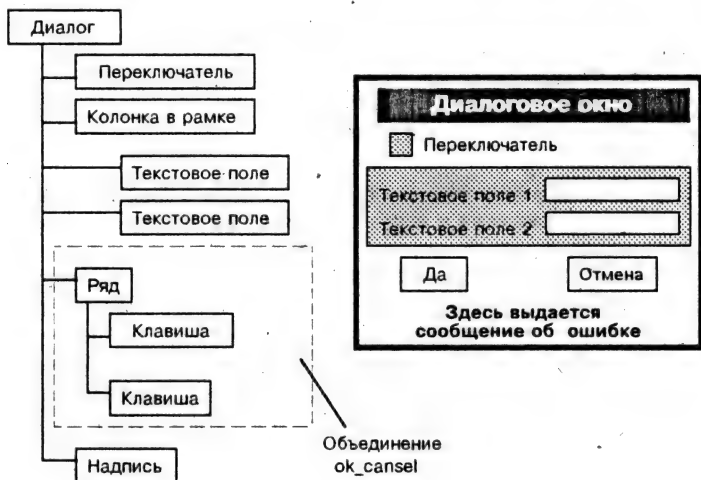 Диалог
Переключатель
Колонка в рамке
Текстовое поле
Текстовое поле
Ряд
Клавиша
Клавиша
Надпись
Объединение
ok_cansel
Диалоговое окно
Переключатель
Текстовое поле 1
Текстовое поле 2
Да
Отмена
Здесь выдается
сообщение об ошибке